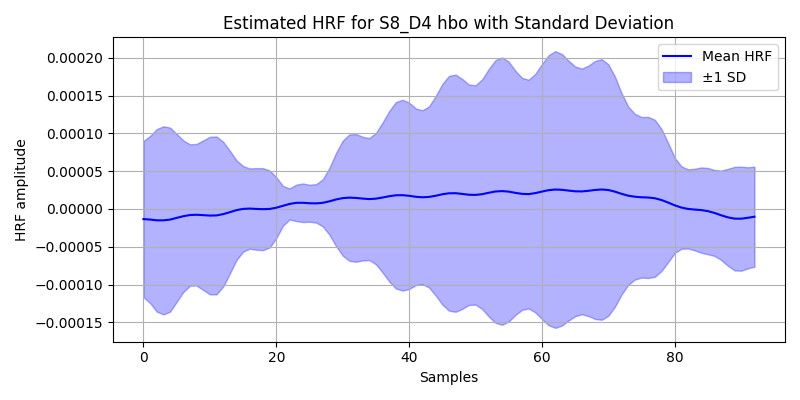 Estimated HRF for S8_D4 hbo with Standard Deviation
HRF amplitude
0.00020
0.00015
0.00010
0.00005
0.00000
−0.00005
−0.00010
−0.00015
Mean HRF
±1 SD
0 20 40 60 80
Samples